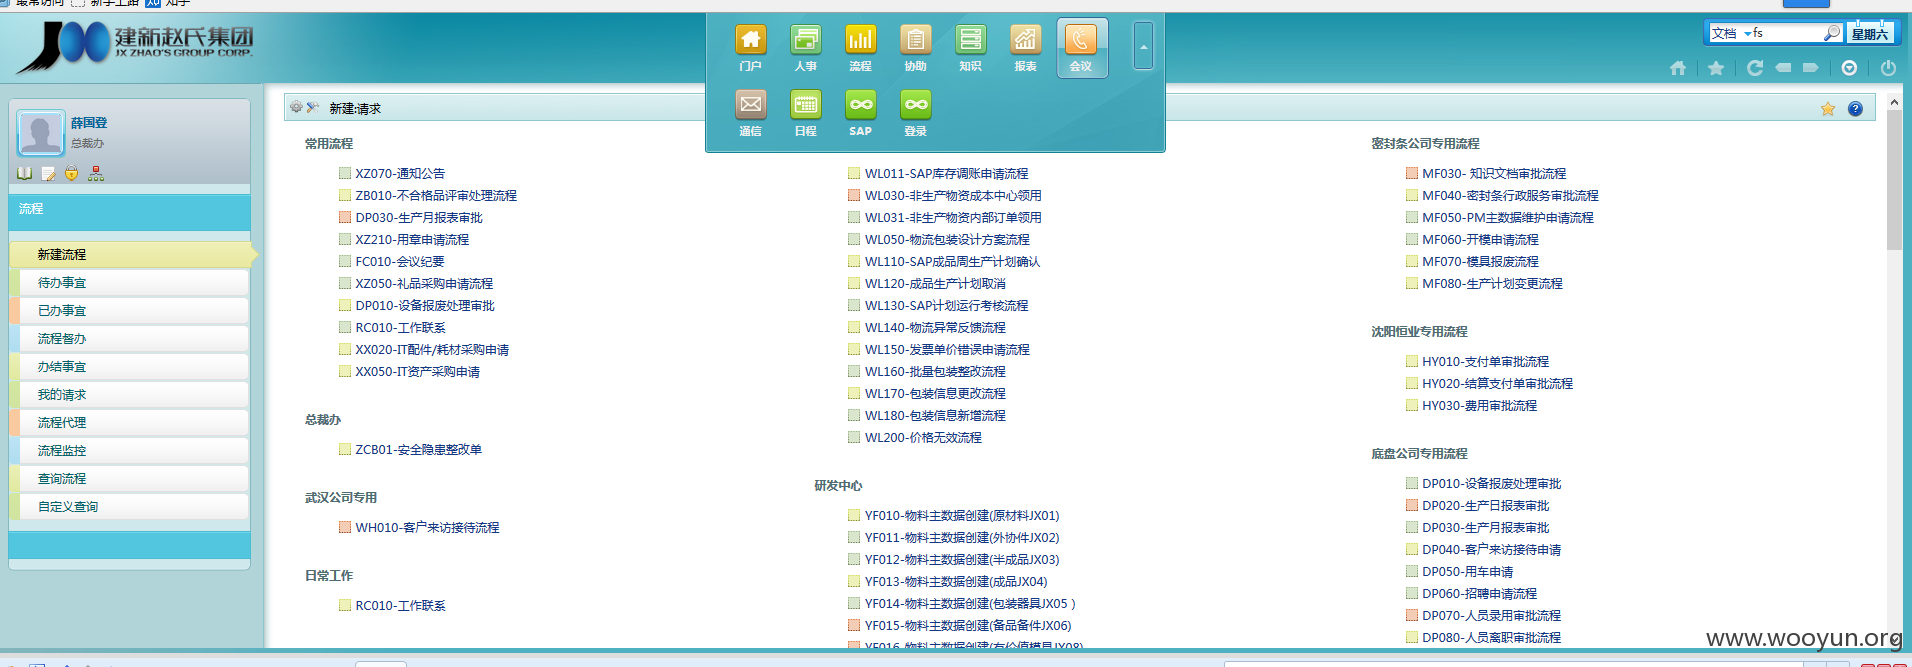 最常访问 新手上路 知乎
建新赵氏集团
JX ZHAO'S GROUP CORP.
门户 人事 流程 协助 知识 报表 会议
通信 日程 SAP 登录
文档 fs 星期六
薛国登
总裁办
流程
新建流程
待办事宜
已办事宜
流程督办
办结事宜
我的请求
流程代理
流程监控
查询流程
自定义查询
新建:请求
常用流程
XZ070-通知公告
ZB010-不合格品评审处理流程
DP030-生产月报表审批
XZ210-用章申请流程
FC010-会议纪要
XZ050-礼品采购申请流程
DP010-设备报废处理审批
RC010-工作联系
XX020-IT配件/耗材采购申请
XX050-IT资产采购申请
总裁办
ZCB01-安全隐患整改单
武汉公司专用
WH010-客户来访接待流程
日常工作
RC010-工作联系
WL011-SAP库存调账申请流程
WL030-非生产物资成本中心领用
WL031-非生产物资内部订单领用
WL050-物流包装设计方案流程
WL110-SAP成品周生产计划确认
WL120-成品生产计划取消
WL130-SAP计划运行考核流程
WL140-物流异常反馈流程
WL150-发票单价错误申请流程
WL160-批量包装整改流程
WL170-包装信息更改流程
WL180-包装信息新增流程
WL200-价格无效流程
研发中心
YF010-物料主数据创建(原材料JX01)
YF011-物料主数据创建(外协件JX02)
YF012-物料主数据创建(半成品JX03)
YF013-物料主数据创建(成品JX04)
YF014-物料主数据创建(包装器具JX05 )
YF015-物料主数据创建(备品备件JX06)
YF016-物料主数据创建(有价值模具JX08)
密封条公司专用流程
MF030- 知识文档审批流程
MF040-密封条行政服务审批流程
MF050-PM主数据维护申请流程
MF060-开模申请流程
MF070-模具报废流程
MF080-生产计划变更流程
沈阳恒业专用流程
HY010-支付单审批流程
HY020-结算支付单审批流程
HY030-费用审批流程
底盘公司专用流程
DP010-设备报废处理审批
DP020-生产日报表审批
DP030-生产月报表审批
DP040-客户来访接待申请
DP050-用车申请
DP060-招聘申请流程
DP070-人员录用审批流程
DP080-人员离职审批流程
www.wooyun.org